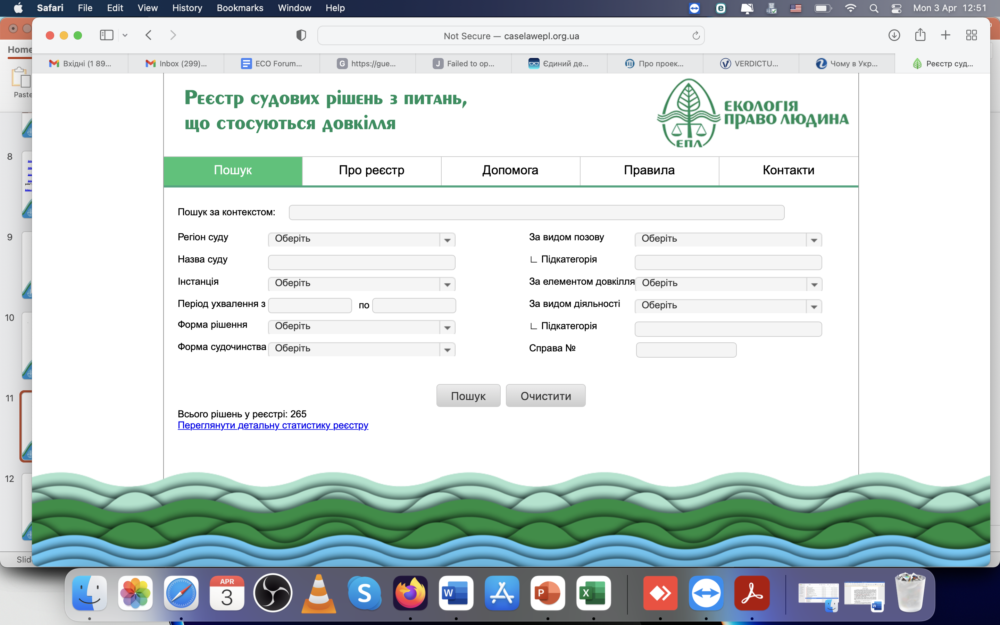 Safari File Edit View History Bookmarks Window Help
Mon 3 Apr 12:51
Not Secure — caselawepl.org.ua
Home
Вхідні (1 89...
Inbox (299)...
ECO Forum...
G https://gue...
J Failed to op...
Єдиний де...
Про проек...
VERDICTU...
Чому в Укр...
Реєстр суд...
Paste
Реєстр судових рішень з питань,
що стосуються довкілля
ЕКОЛОГІЯ
ПРАВО ЛЮДИНА
ЕПЛ
8
9
10
11
12
Пошук Про реєстр Допомога Правила Контакти
Пошук за контекстом:
Регіон суду Оберіть За видом позову Оберіть
Назва суду ∟ Підкатегорія
Інстанція Оберіть За елементом довкілля Оберіть
Період ухвалення з по За видом діяльності Оберіть
Форма рішення Оберіть ∟ Підкатегорія
Форма судочинства Оберіть Справа №
Пошук Очистити
Всього рішень у реєстрі: 265
Переглянути детальну статистику реєстру
Slid
APR
3
S
W
P
X
W